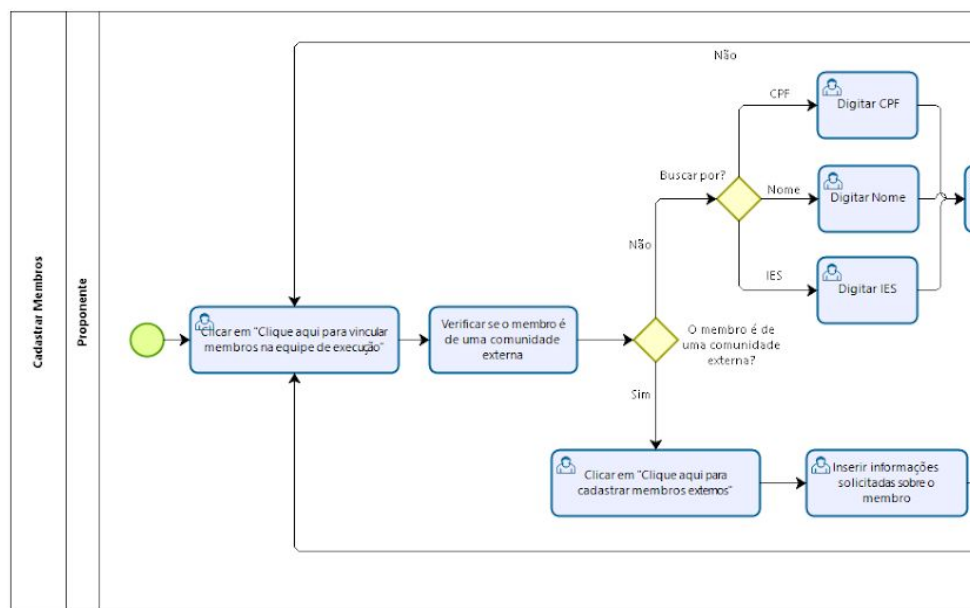 Cadastrar Membros
Proponente
Não
CPF
Digitar CPF
Buscar por?
Nome
Digitar Nome
Não
IES
Digitar IES
Clicar em "Clique aqui para vincular
membros na equipe de execução"
Verificar se o membro é
de uma comunidade
externa
O membro é de
uma comunidade
externa?
Sim
Clicar em "Clique aqui para
cadastrar membros externos"
Inserir informações
solicitadas sobre o
membro